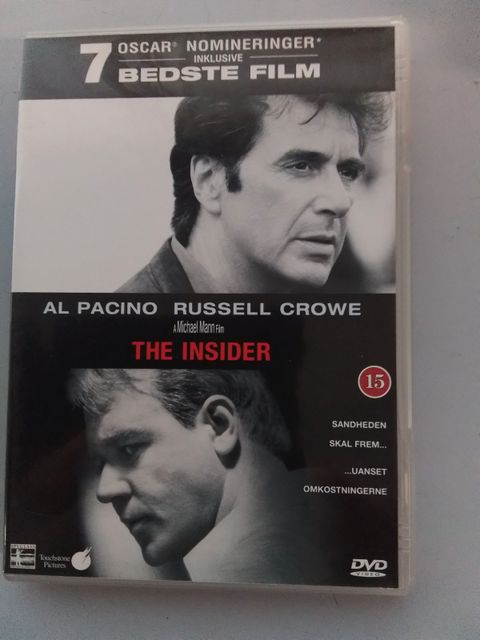 7 OSCAR® NOMINERINGER*
INKLUSIVE
BEDSTE FILM
AL PACINO RUSSELL CROWE
A Michael Mann Film
THE INSIDER
15
SANDHEDEN
SKAL FREM...
...UANSET
OMKOSTNINGERNE
Touchstone
Pictures
DVD
VIDEO